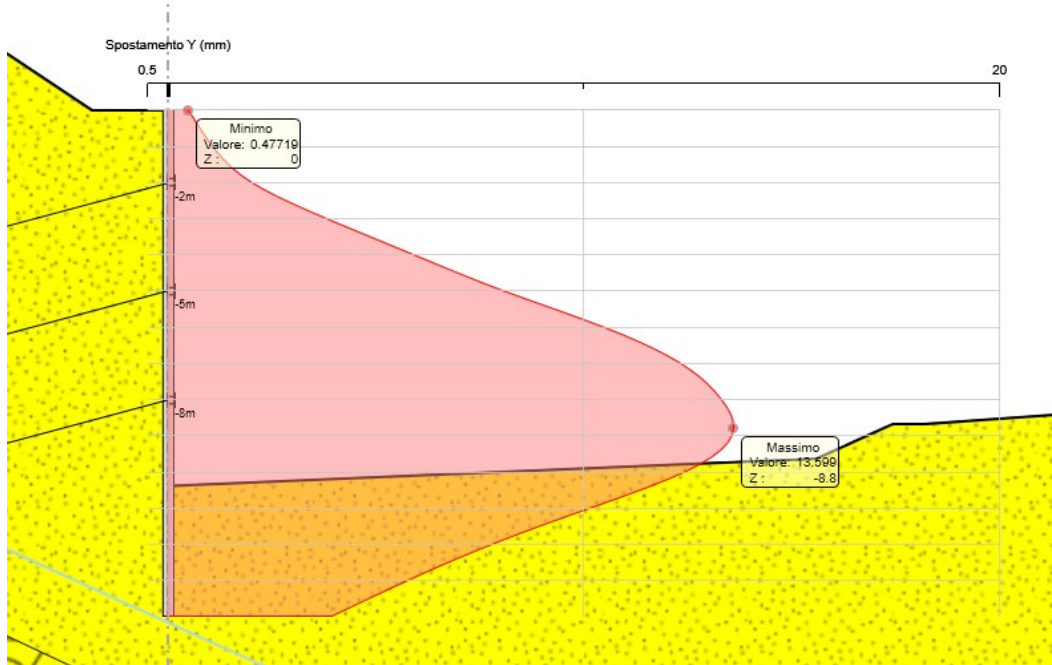 Spostamento Y (mm)
0.5
20
Minimo
Valore: 0.47719
Z : 0
-2m
-5m
-8m
Massimo
Valore: 13.599
Z : -8.8